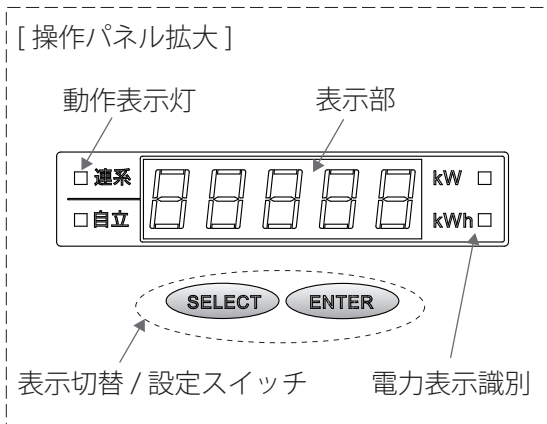 [ 操作パネル拡大 ]
動作表示灯 表示部
連系 kW
自立 kWh
SELECT ENTER
表示切替 / 設定スイッチ 電力表示識別